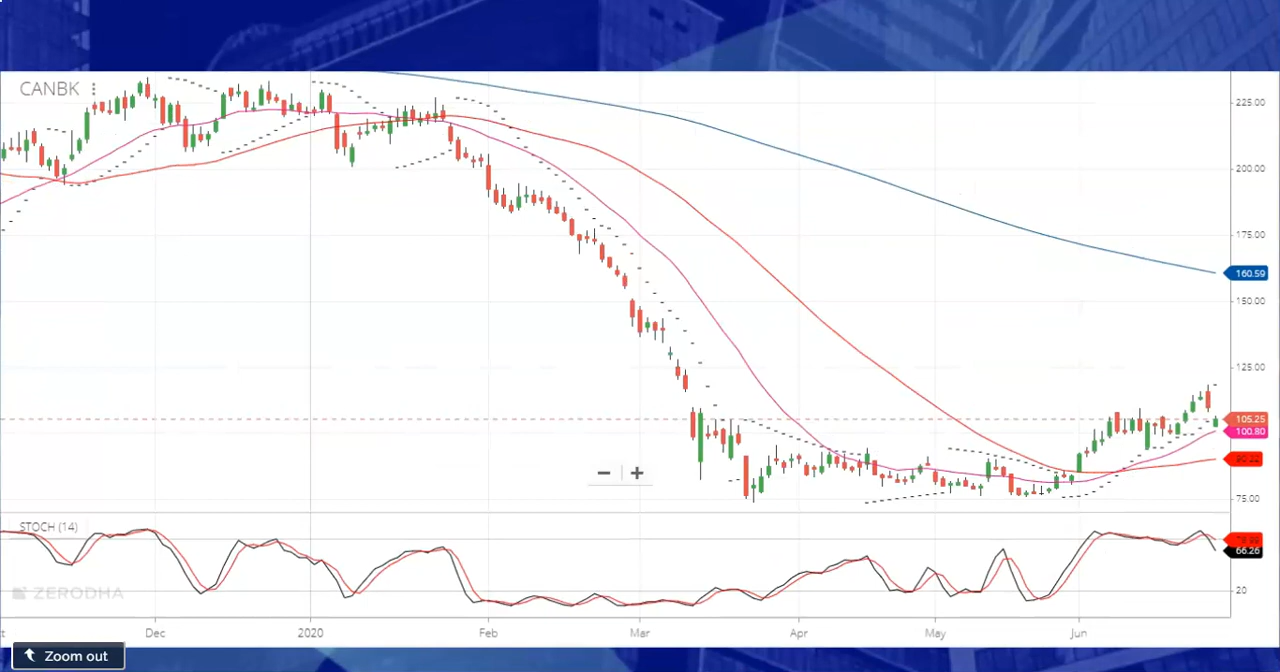 CANBK
225.00
200.00
175.00
160.59
150.00
125.00
105.25
100.80
90.22
75.00
STOCH (14)
66.26
20
ZERODHA
Dec
2020
Feb
Mar
Apr
May
Jun
Zoom out